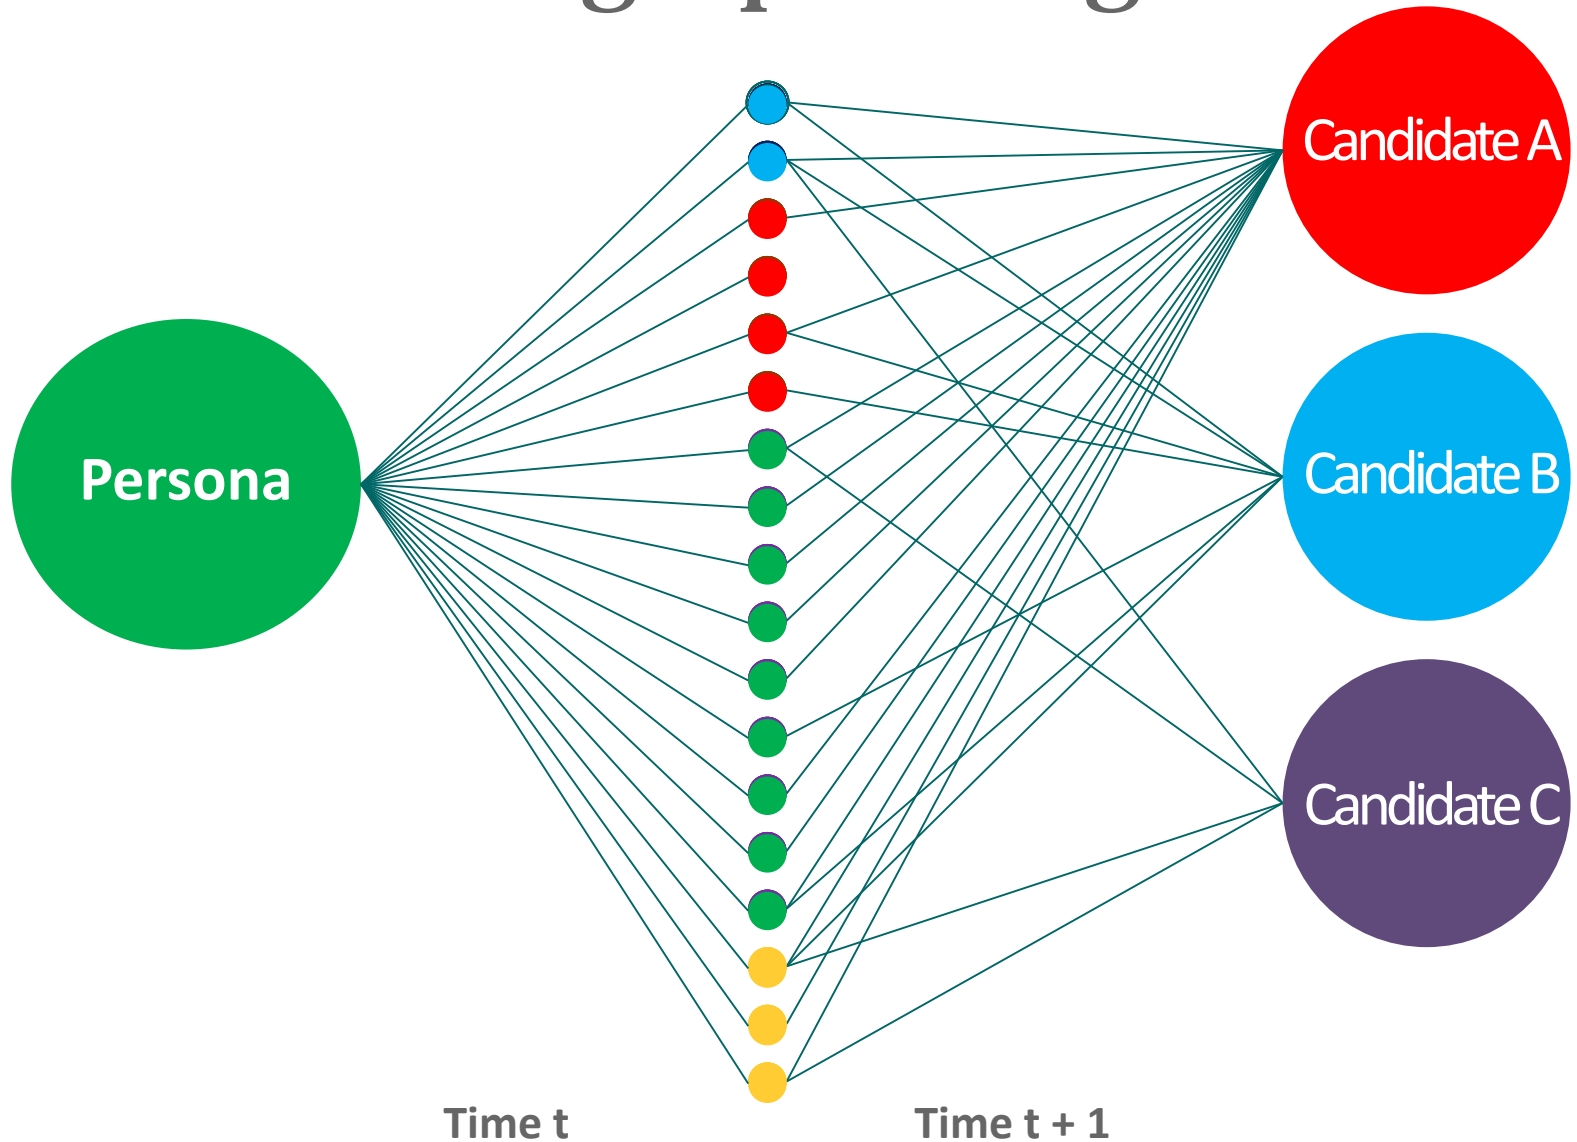 Candidate A
Persona
Candidate B
Candidate C
Time t
Time t + 1